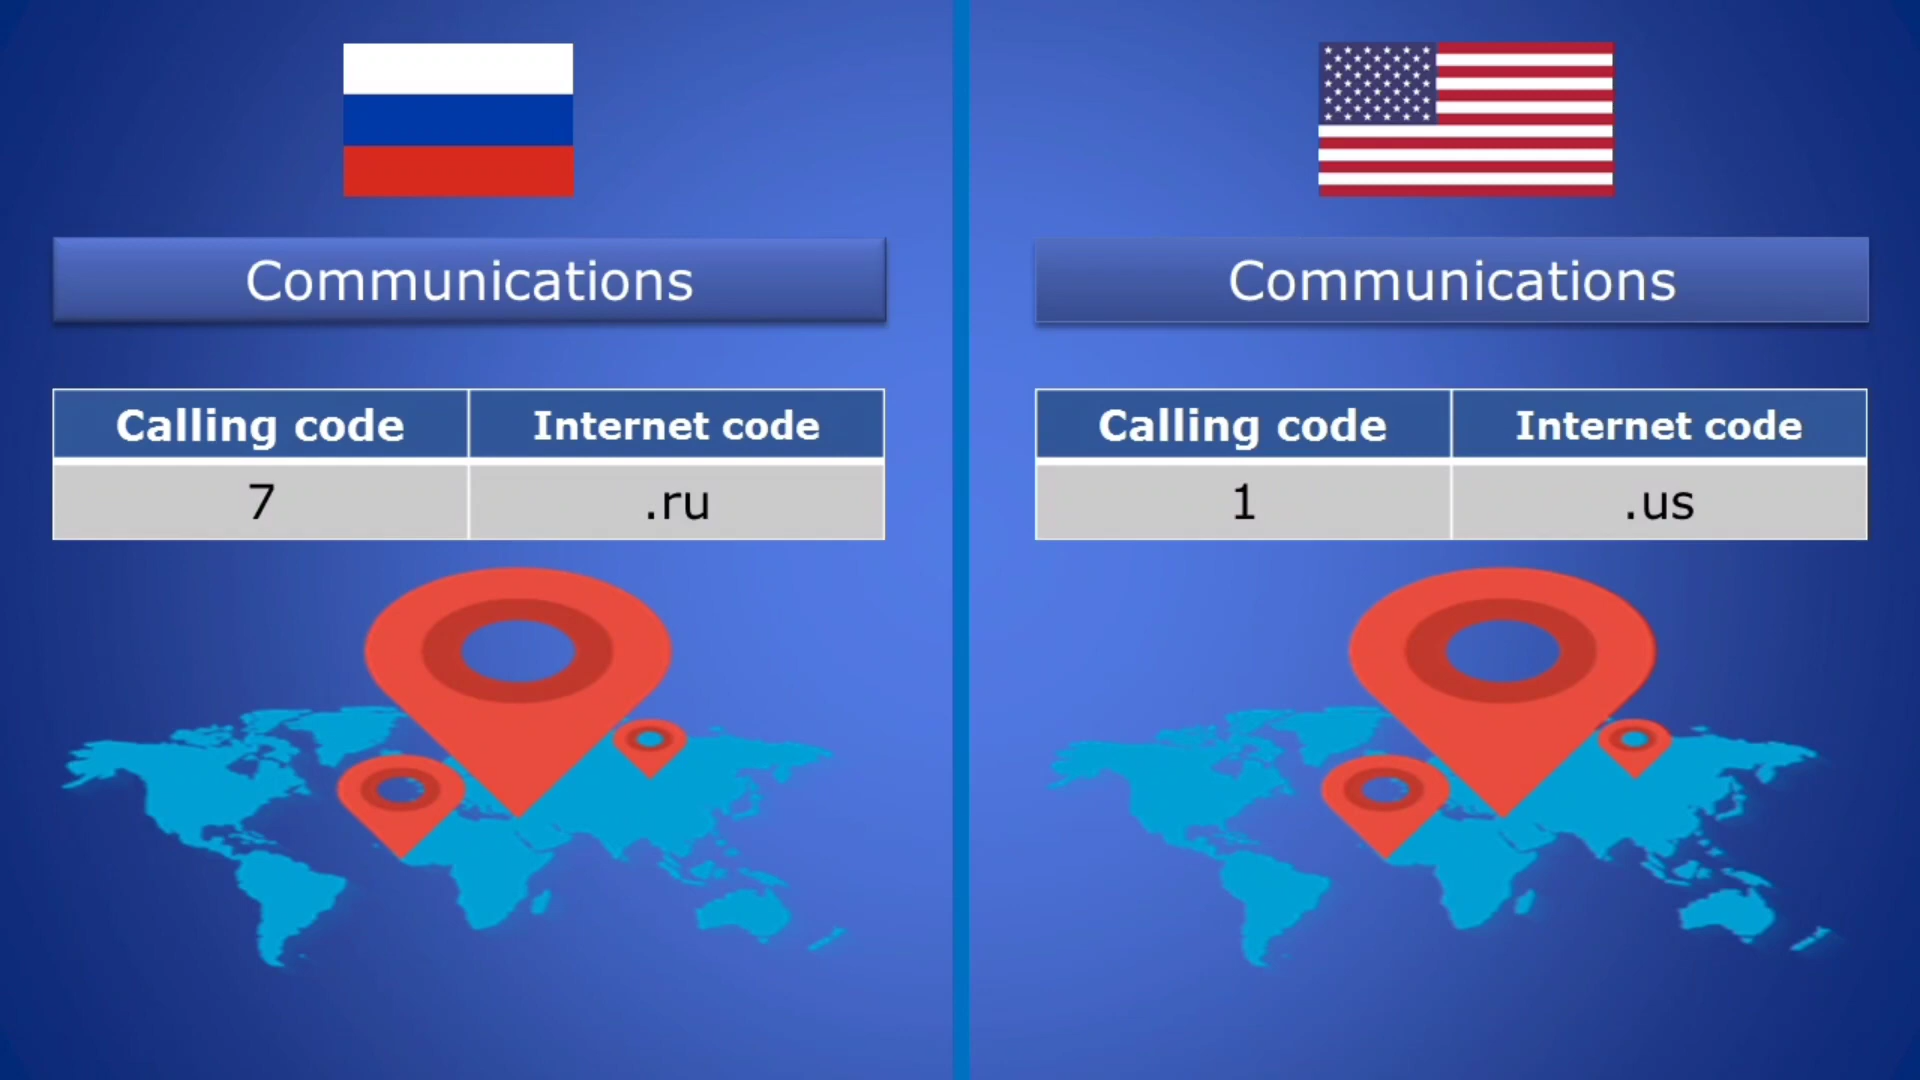 Communications
Calling code Internet code
7 .ru
Communications
Calling code Internet code
1 .us